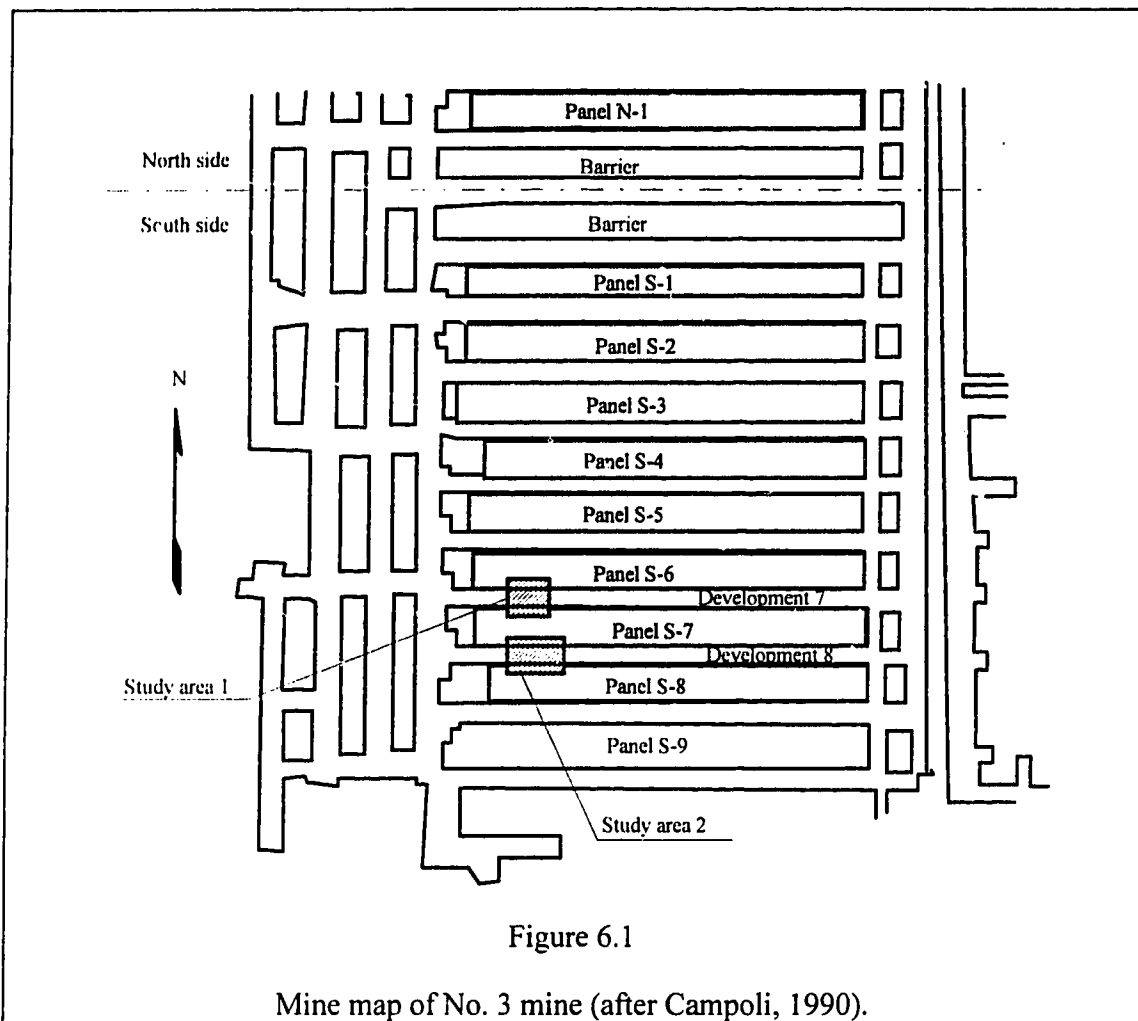 Panel N-1
North side
Barrier
South side
Barrier
Panel S-1
Panel S-2
N
Panel S-3
Panel S-4
Panel S-5
Panel S-6
Development 7
Panel S-7
Development 8
Study area 1
Panel S-8
Panel S-9
Study area 2
Figure 6.1
Mine map of No. 3 mine (after Campoli, 1990).